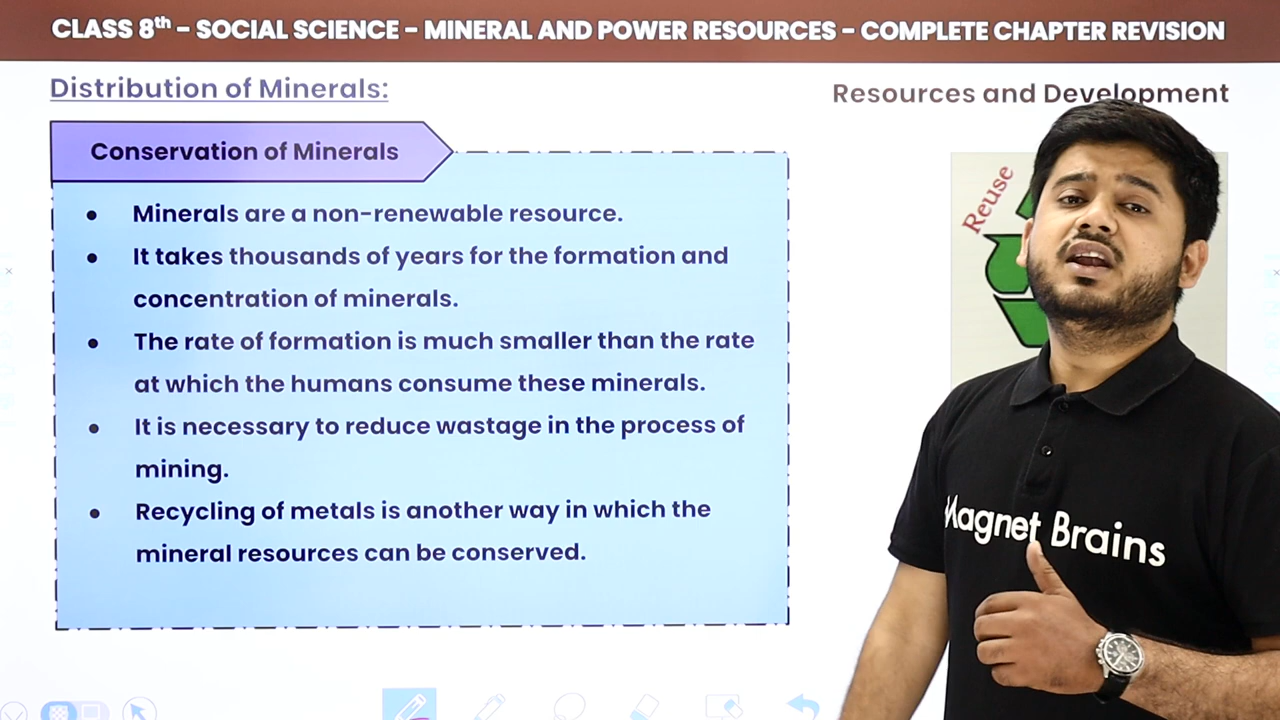 CLASS 8th – SOCIAL SCIENCE – MINERAL AND POWER RESOURCES – COMPLETE CHAPTER REVISION
Distribution of Minerals:
Resources and Development
Conservation of Minerals
• Minerals are a non-renewable resource.
• It takes thousands of years for the formation and
concentration of minerals.
• The rate of formation is much smaller than the rate
at which the humans consume these minerals.
• It is necessary to reduce wastage in the process of
mining.
• Recycling of metals is another way in which the
mineral resources can be conserved.
Reuse
Magnet Brains